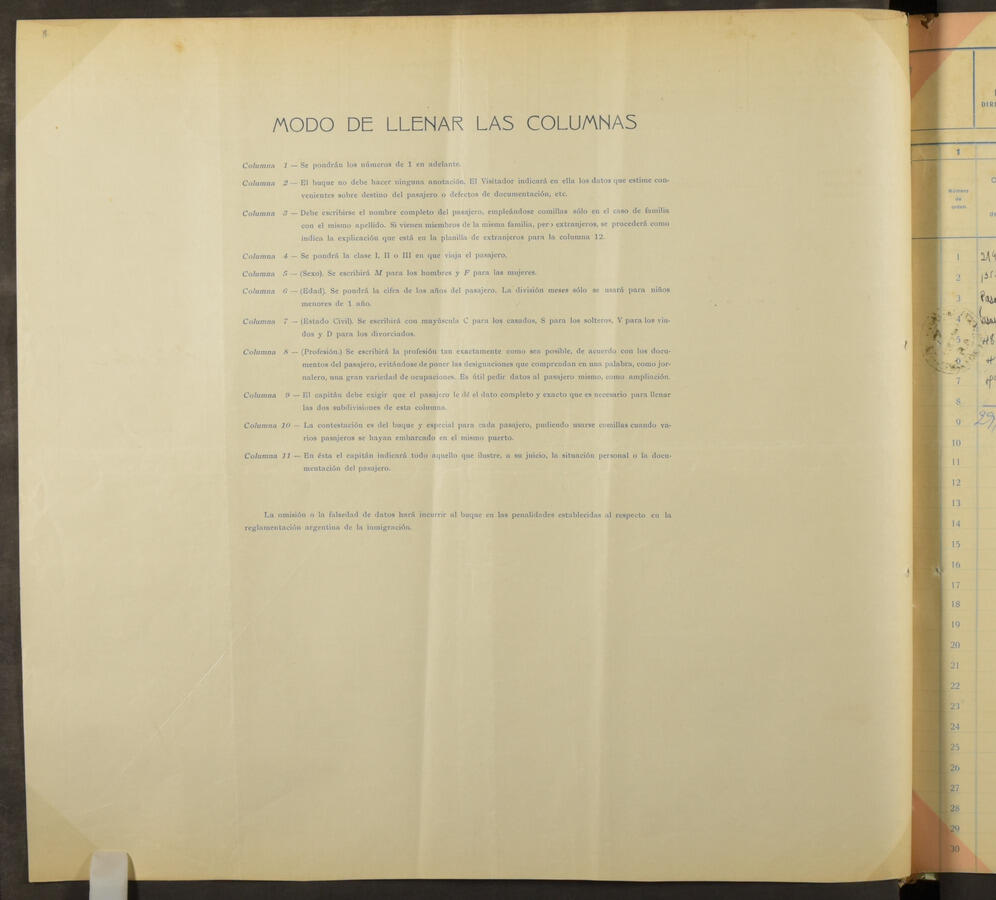 MODO DE LLENAR LAS COLUMNAS
Columna 1 — Se pondrán los números de 1 en adelante.
Columna 2 — El buque no debe hacer ninguna anotación. El Visitador indicará en ella los datos que estime con-
venientes sobre destino del pasajero o defectos de documentación, etc.
Columna 3 — Debe escribirse el nombre completo del pasajero, empleándose comillas sólo en el caso de familia
con el mismo apellido. Si vienen miembros de la misma familia, pero extranjeros, se procederá como
indica la explicación que está en la planilla de extranjeros para la columna 12.
Columna 4 — Se pondrá la clase I, II o III en que viaja el pasajero.
Columna 5 — (Sexo). Se escribirá M para los hombres y F para las mujeres.
Columna 6 — (Edad). Se pondrá la cifra de los años del pasajero. La división meses sólo se usará para niños
menores de 1 año.
Columna 7 — (Estado Civil). Se escribirá con mayúscula C para los casados, S para los solteros, V para los viu-
dos y D para los divorciados.
Columna 8 — (Profesión.) Se escribirá la profesión tan exactamente como sea posible, de acuerdo con los docu-
mentos del pasajero, evitándose de poner las designaciones que comprendan en una palabra, como jor-
nalero, una gran variedad de ocupaciones. Es útil pedir datos al pasajero mismo, como ampliación.
Columna 9 — El capitán debe exigir que el pasajero le dé el dato completo y exacto que es necesario para llenar
las dos subdivisiones de esta columna.
Columna 10 — La contestación es del buque y especial para cada pasajero, pudiendo usarse comillas cuando va-
rios pasajeros se hayan embarcado en el mismo puerto.
Columna 11 — En ésta el capitán indicará todo aquello que ilustre, a su juicio, la situación personal o la docu-
mentación del pasajero.
La omisión o la falsedad de datos hará incurrir al buque en las penalidades establecidas al respecto en la
reglamentación argentina de la inmigración.
DIR
1
Número
de
orden
1
2
3
7
8
9
10
11
12
13
14
15
16
17
18
19
20
21
22
23
24
25
26
27
28
29
30